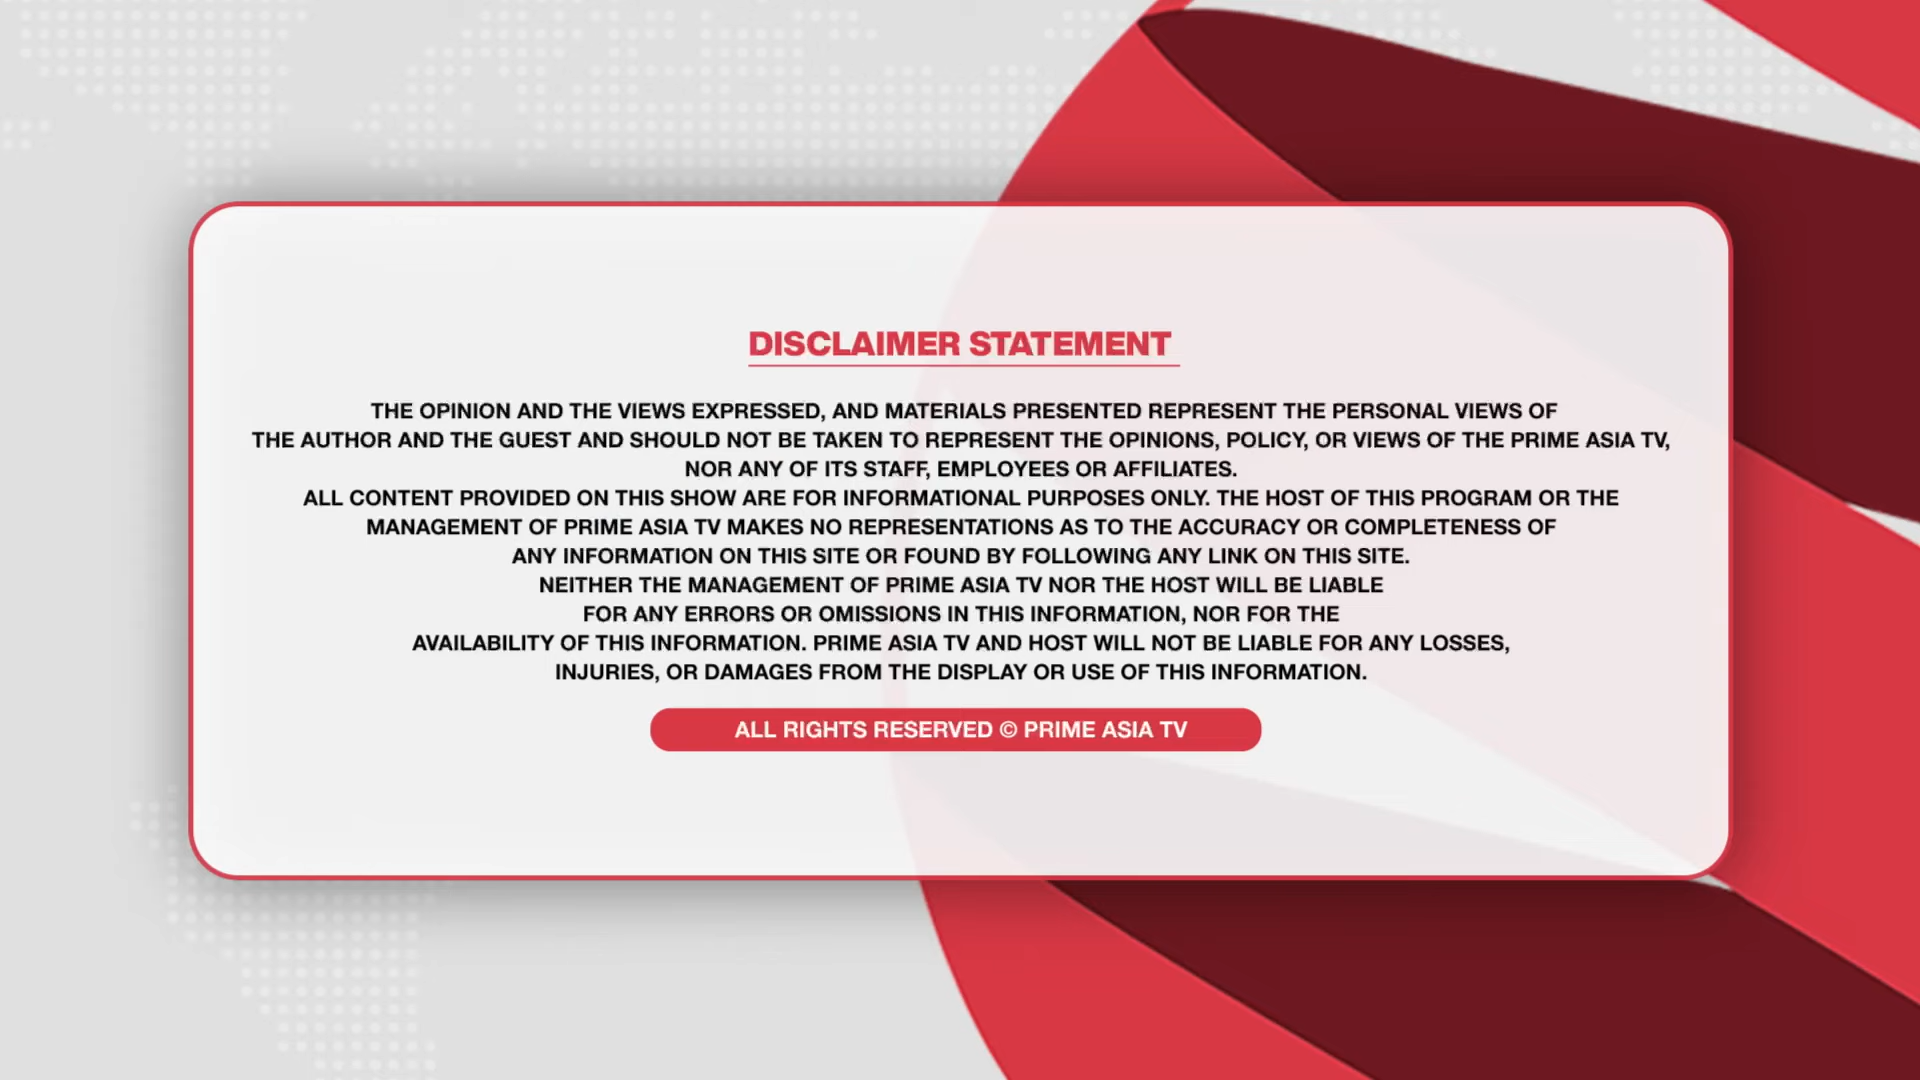 DISCLAIMER STATEMENT
THE OPINION AND THE VIEWS EXPRESSED, AND MATERIALS PRESENTED REPRESENT THE PERSONAL VIEWS OF
THE AUTHOR AND THE GUEST AND SHOULD NOT BE TAKEN TO REPRESENT THE OPINIONS, POLICY, OR VIEWS OF THE PRIME ASIA TV,
NOR ANY OF ITS STAFF, EMPLOYEES OR AFFILIATES.
ALL CONTENT PROVIDED ON THIS SHOW ARE FOR INFORMATIONAL PURPOSES ONLY. THE HOST OF THIS PROGRAM OR THE
MANAGEMENT OF PRIME ASIA TV MAKES NO REPRESENTATIONS AS TO THE ACCURACY OR COMPLETENESS OF
ANY INFORMATION ON THIS SITE OR FOUND BY FOLLOWING ANY LINK ON THIS SITE.
NEITHER THE MANAGEMENT OF PRIME ASIA TV NOR THE HOST WILL BE LIABLE
FOR ANY ERRORS OR OMISSIONS IN THIS INFORMATION, NOR FOR THE
AVAILABILITY OF THIS INFORMATION. PRIME ASIA TV AND HOST WILL NOT BE LIABLE FOR ANY LOSSES,
INJURIES, OR DAMAGES FROM THE DISPLAY OR USE OF THIS INFORMATION.
ALL RIGHTS RESERVED © PRIME ASIA TV